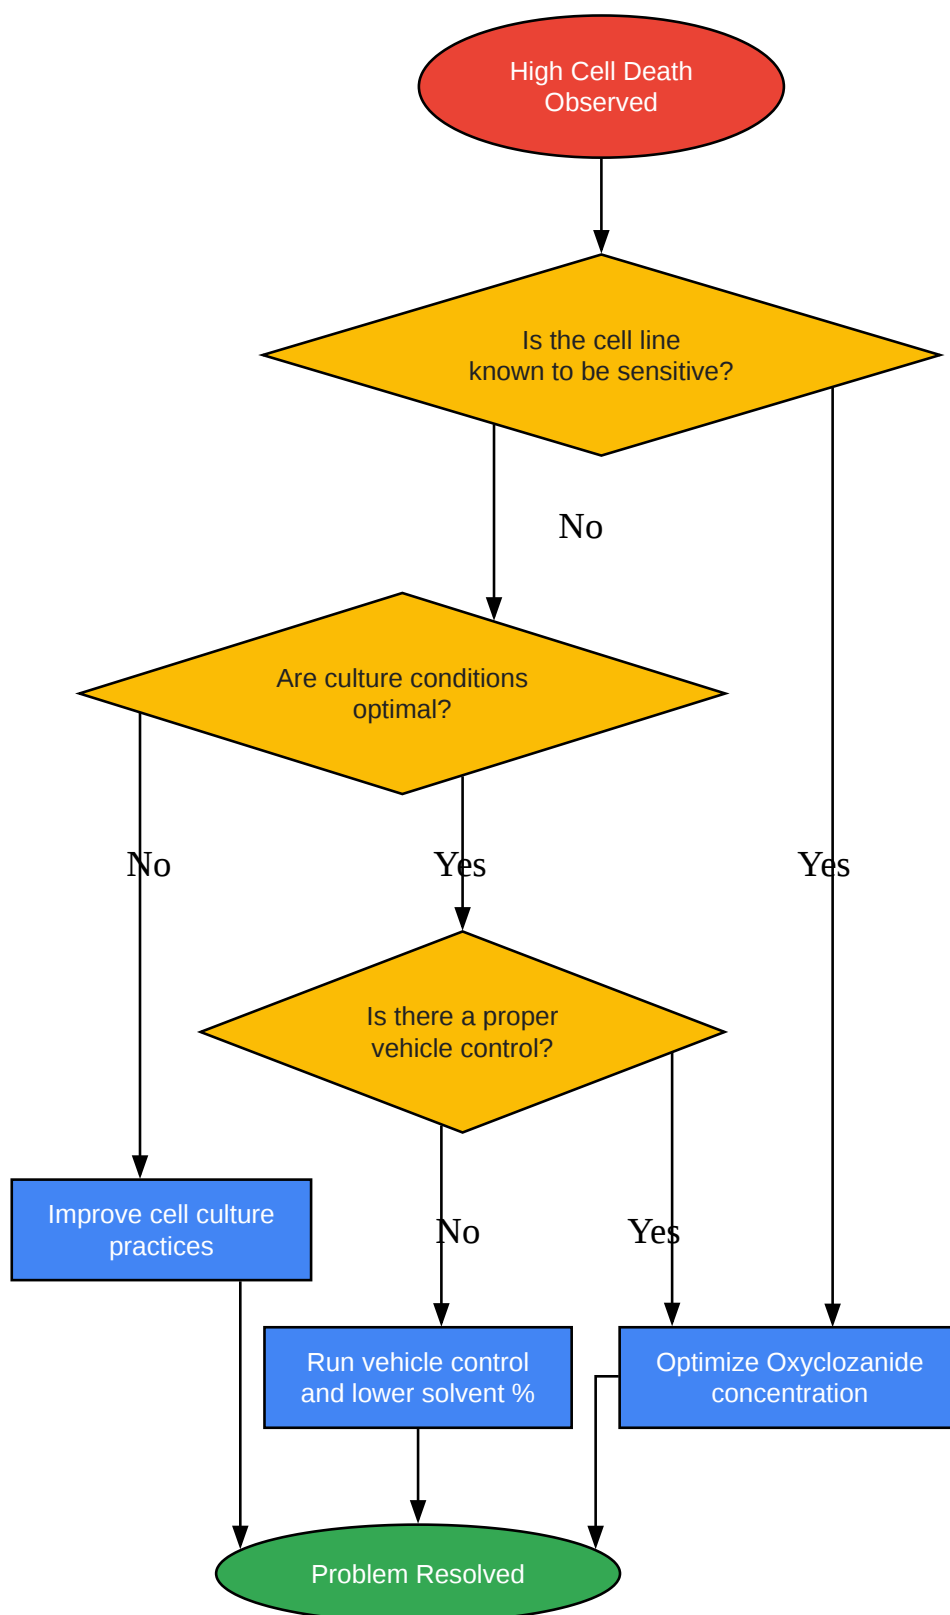 High Cell Death
Observed
Is the cell line
known to be sensitive?
No
Are culture conditions
optimal?
No
Yes
Yes
Is there a proper
vehicle control?
Improve cell culture
practices
No
Yes
Run vehicle control
and lower solvent %
Optimize Oxyclozanide
concentration
Problem Resolved